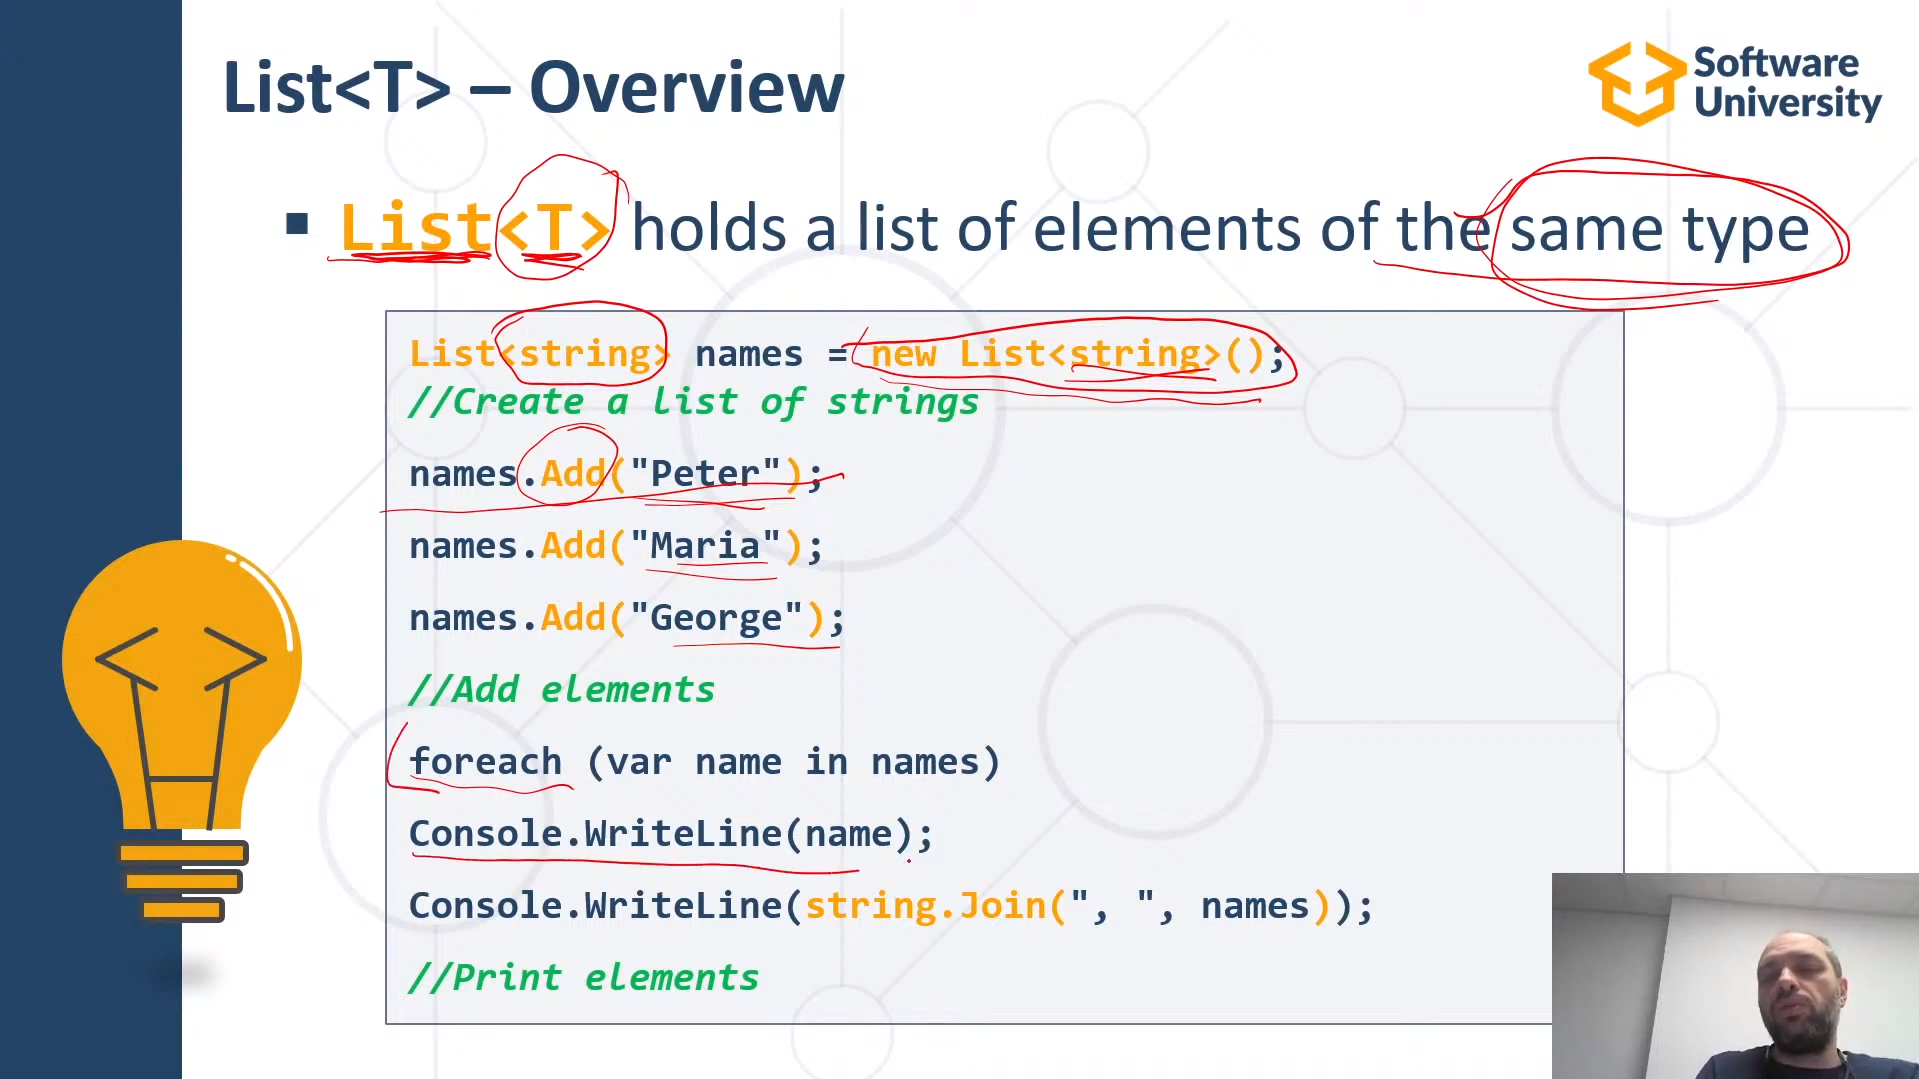 List<T> – Overview
Software
University
List<T> holds a list of elements of the same type
List<string> names = new List<string>();
//Create a list of strings
names.Add("Peter");
names.Add("Maria");
names.Add("George");
//Add elements
foreach (var name in names)
Console.WriteLine(name);
Console.WriteLine(string.Join(", ", names));
//Print elements